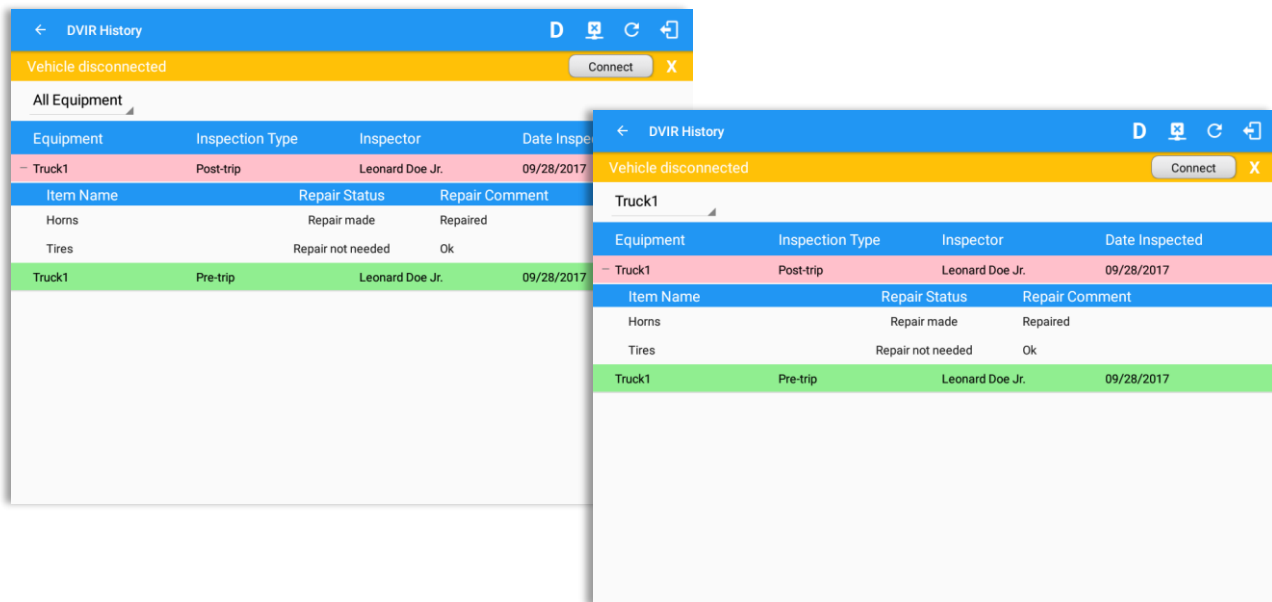 DVIR History D
Vehicle disconnected Connect X
All Equipment
Equipment Inspection Type Inspector Date Inspe
− Truck1 Post-trip Leonard Doe Jr. 09/28/2017
Item Name Repair Status Repair Comment
Horns Repair made Repaired
Tires Repair not needed Ok
Truck1 Pre-trip Leonard Doe Jr. 09/28/2017
DVIR History D
Vehicle disconnected Connect X
Truck1
Equipment Inspection Type Inspector Date Inspected
− Truck1 Post-trip Leonard Doe Jr. 09/28/2017
Item Name Repair Status Repair Comment
Horns Repair made Repaired
Tires Repair not needed Ok
Truck1 Pre-trip Leonard Doe Jr. 09/28/2017